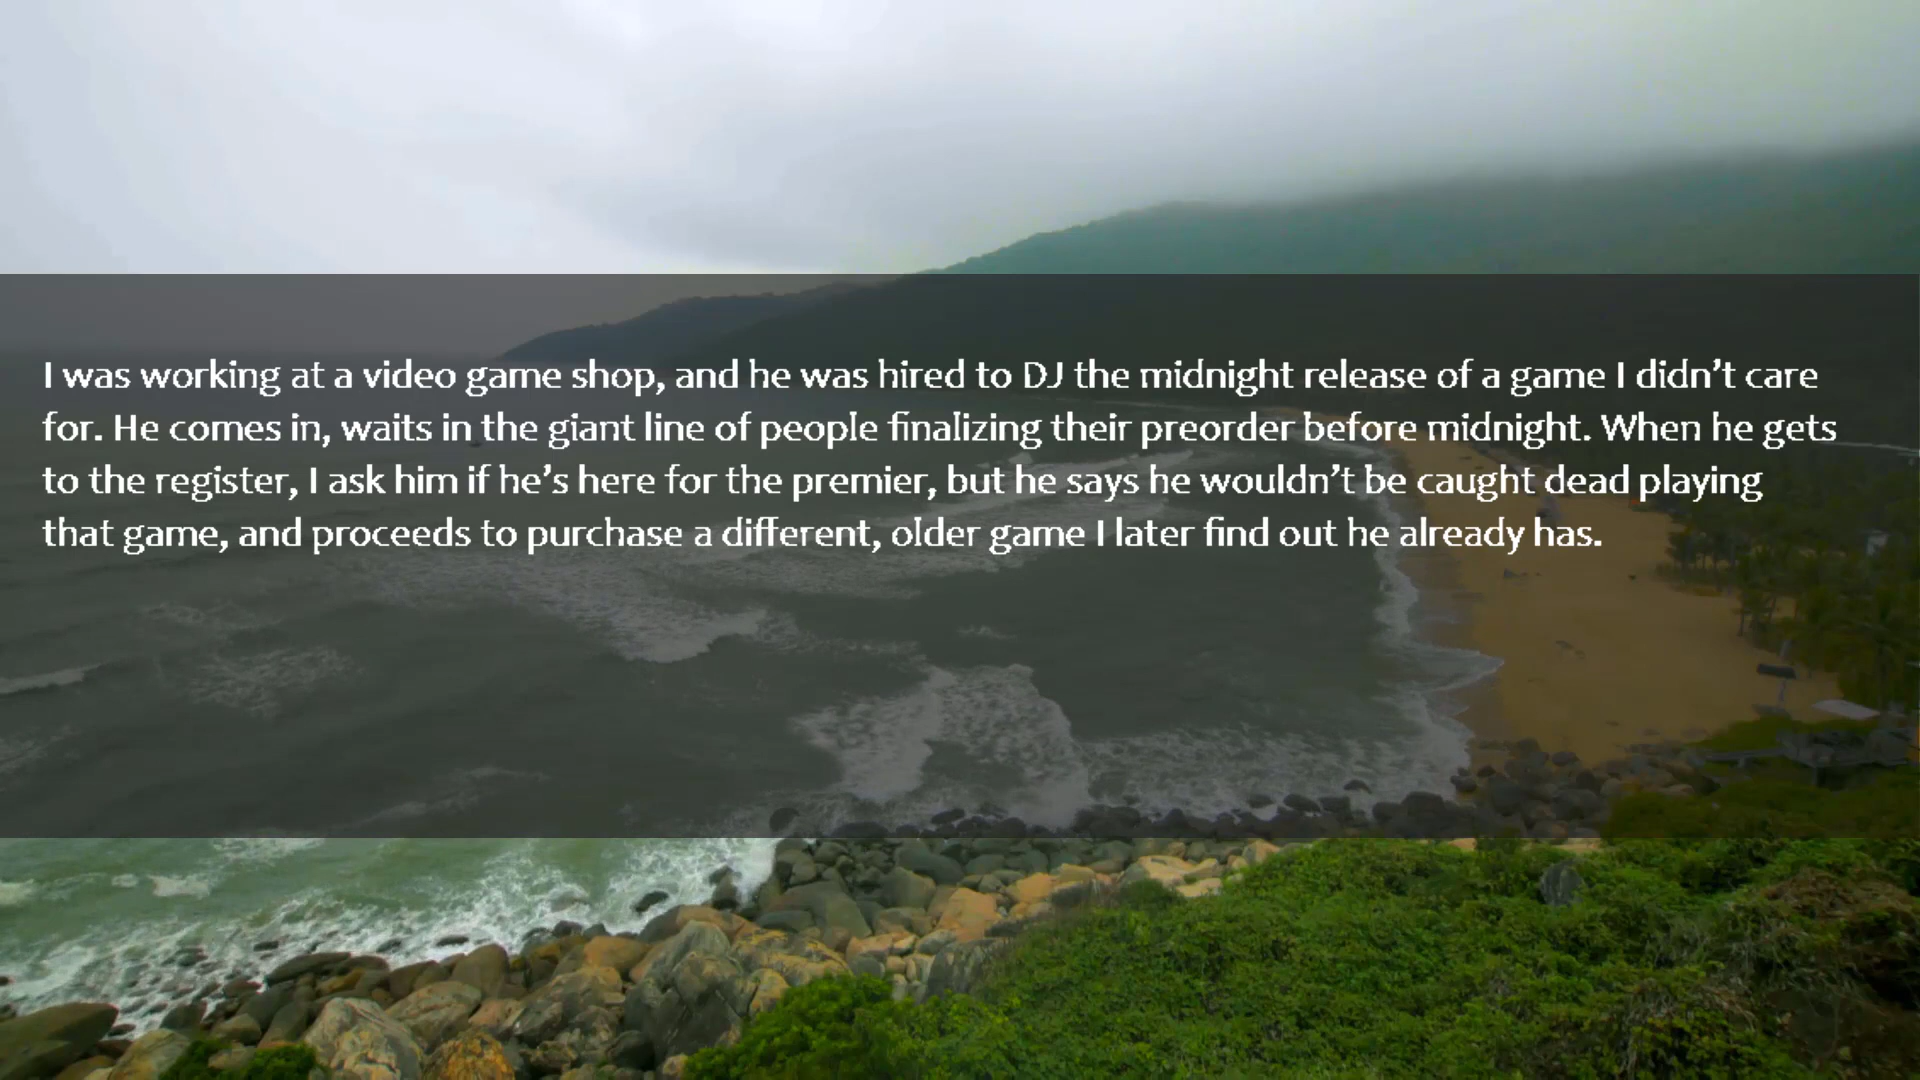 I was working at a video game shop, and he was hired to DJ the midnight release of a game I didn’t care
for. He comes in, waits in the giant line of people finalizing their preorder before midnight. When he gets
to the register, I ask him if he’s here for the premier, but he says he wouldn’t be caught dead playing
that game, and proceeds to purchase a different, older game I later find out he already has.